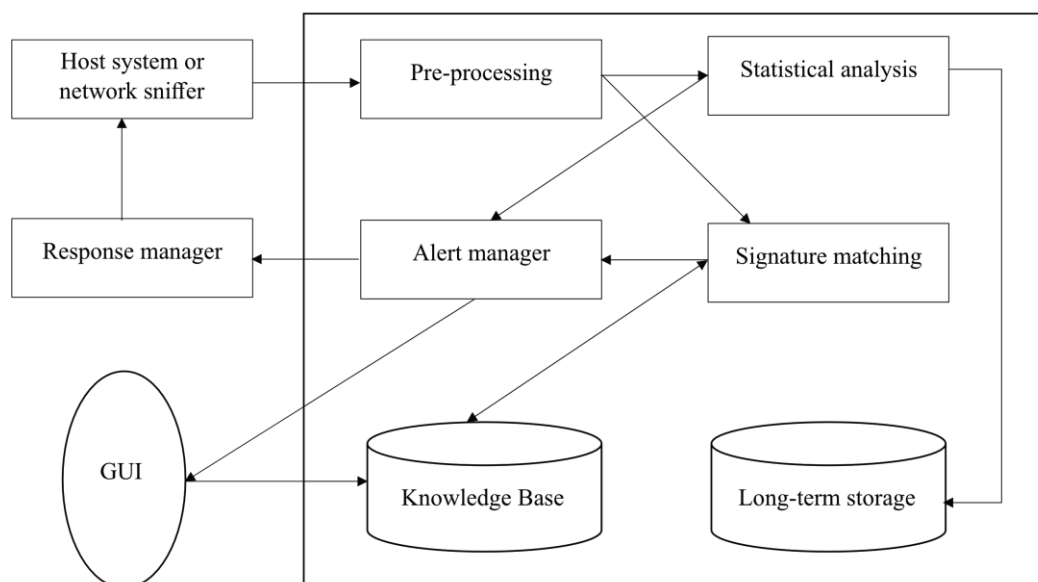 Host system or
network sniffer
Pre-processing
Statistical analysis
Response manager
Alert manager
Signature matching
GUI
Knowledge Base
Long-term storage